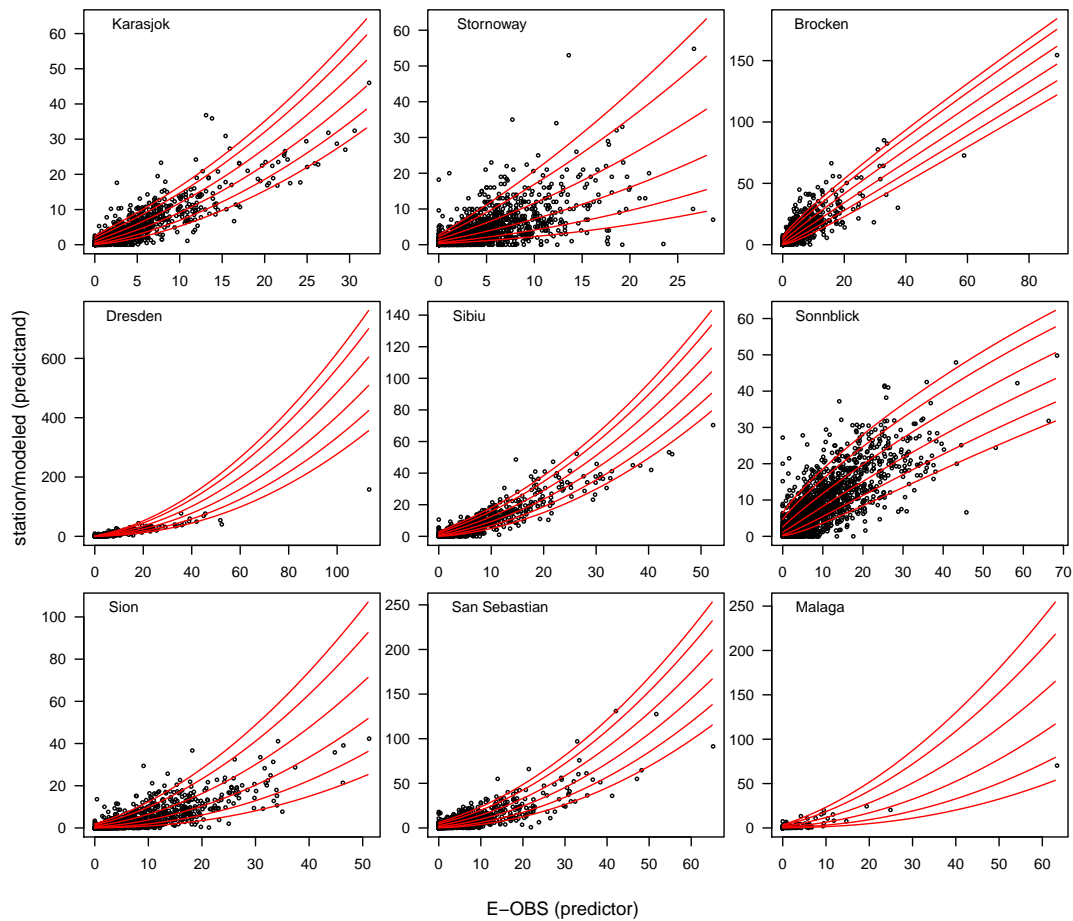 Karasjok
Stornoway
Brocken
0 10 20 30 40 50 60
0 10 20 30 40 50 60
0 50 100 150
0 5 10 15 20 25 30
0 5 10 15 20 25
0 20 40 60 80
Dresden
Sibiu
Sonnblick
0 200 400 600
0 20 40 60 80 100 120 140
0 10 20 30 40 50 60
0 20 40 60 80 100
0 10 20 30 40 50
0 10 20 30 40 50 60 70
station/modeled (predictand)
Sion
San Sebastian
Malaga
0 20 40 60 80 100
0 50 100 150 200 250
0 50 100 150 200 250
0 10 20 30 40 50
0 10 20 30 40 50 60
0 10 20 30 40 50 60
E−OBS (predictor)